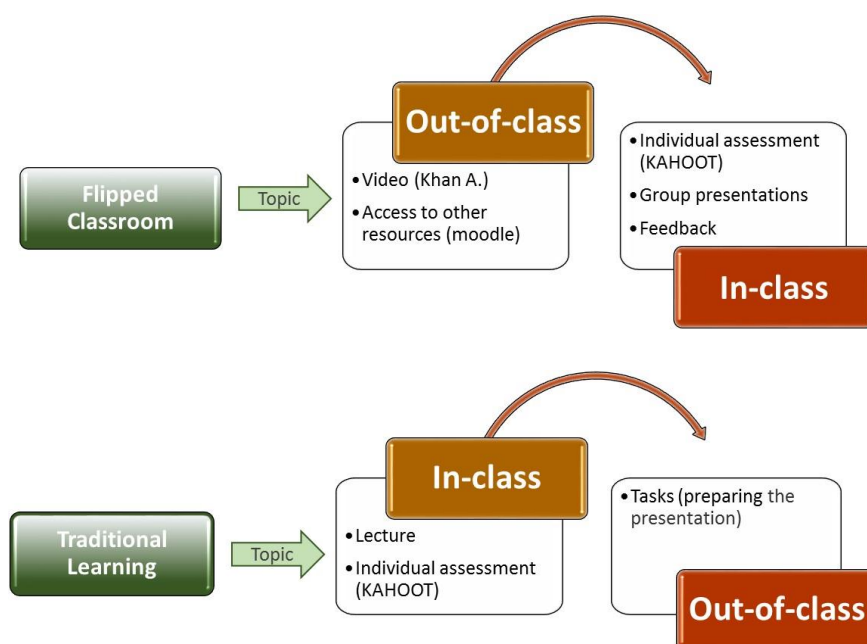 Flipped
Classroom
Topic
Out-of-class
•Video (Khan A.)
•Access to other
resources (moodle)
•Individual assessment
(KAHOOT)
•Group presentations
•Feedback
In-class
Traditional
Learning
Topic
In-class
•Lecture
•Individual assessment
(KAHOOT)
•Tasks (preparing the
presentation)
Out-of-class